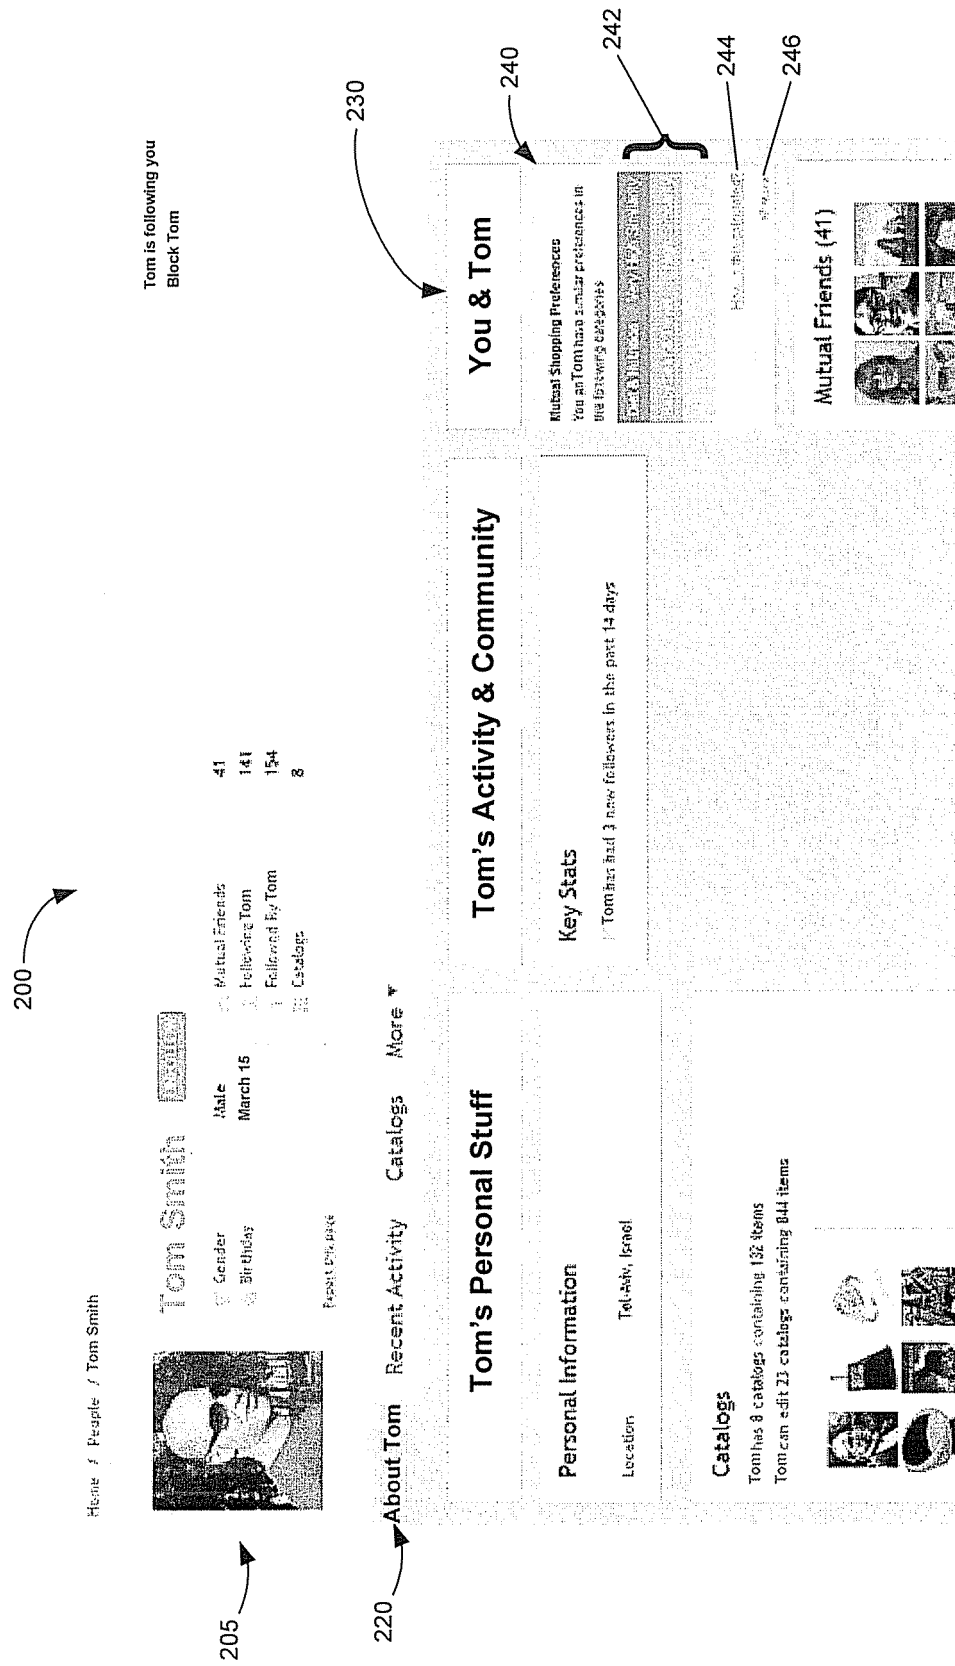 200
Home / People / Tom Smith
Tom is following you
Block Tom
205
Tom Smith
Gender Male
Birthday March 15
Mutual Friends 41
Following Tom 141
Followed By Tom 154
Catalogs 8
Report this page
220
About Tom Recent Activity Catalogs More ▼
230
Tom's Personal Stuff
Tom's Activity & Community
You & Tom
240
Personal Information
Location Tel-Aviv, Israel
Key Stats
Tom has had 3 new followers in the past 14 days
Mutual Shopping Preferences
You an Tom have similar preferences in
the following categories
242
244
246
Catalogs
Tom has 8 catalogs containing 132 items
Tom can edit 23 catalogs containing 844 items
Mutual Friends (41)